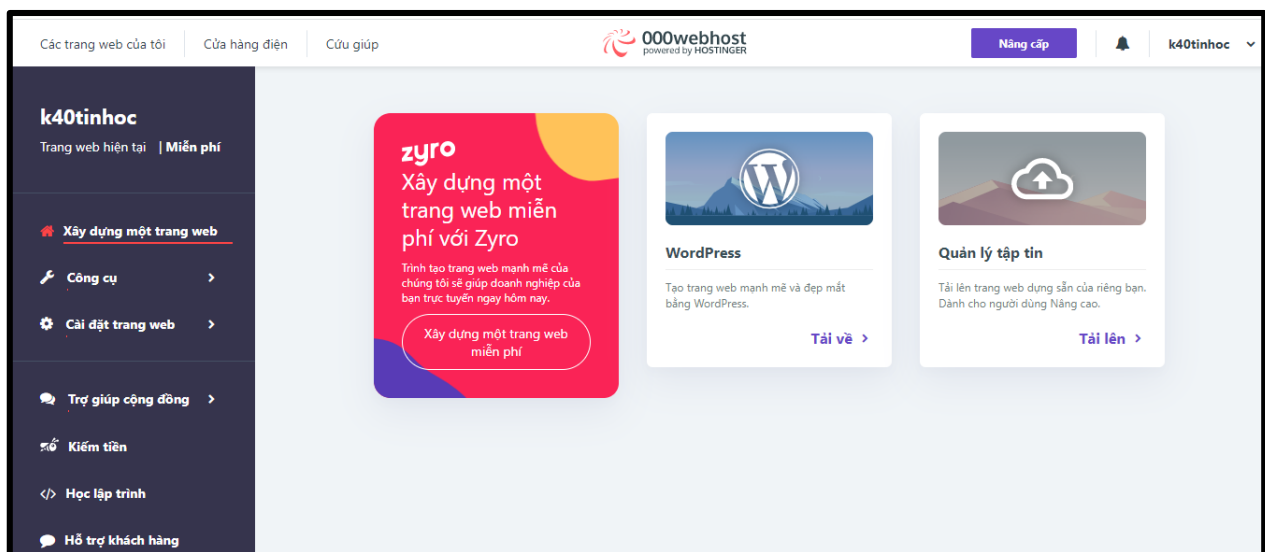 Các trang web của tôi
Cửa hàng điện
Cứu giúp
000webhost
powered by HOSTINGER
Nâng cấp
k40tinhoc
k40tinhoc
Trang web hiện tại | Miễn phí
Xây dựng một trang web
Công cụ
Cài đặt trang web
Trợ giúp cộng đồng
Kiếm tiền
</> Học lập trình
Hỗ trợ khách hàng
zyro
Xây dựng một
trang web miễn
phí với Zyro
Trình tạo trang web mạnh mẽ của
chúng tôi sẽ giúp doanh nghiệp của
bạn trực tuyến ngay hôm nay.
Xây dựng một trang web
miễn phí
WordPress
Tạo trang web mạnh mẽ và đẹp mắt
bằng WordPress.
Tải về
Quản lý tập tin
Tải lên trang web dựng sẵn của riêng bạn.
Dành cho người dùng Nâng cao.
Tải lên